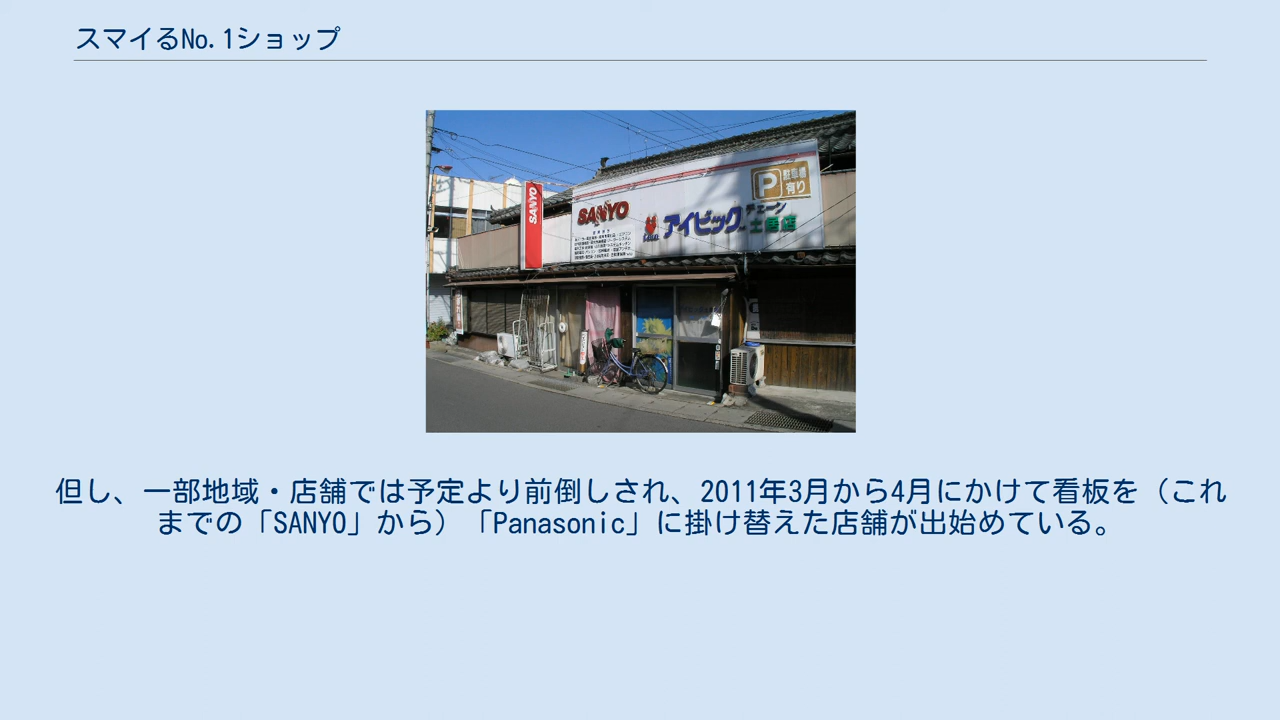 スマイるNo.1ショップ
SANYO
SANYO
アイビック
チェーン
土居店
P
駐車場
有り
但し、一部地域・店舗では予定より前倒しされ、2011年3月から4月にかけて看板を（これ
までの「SANYO」から）「Panasonic」に掛け替えた店舗が出始めている。